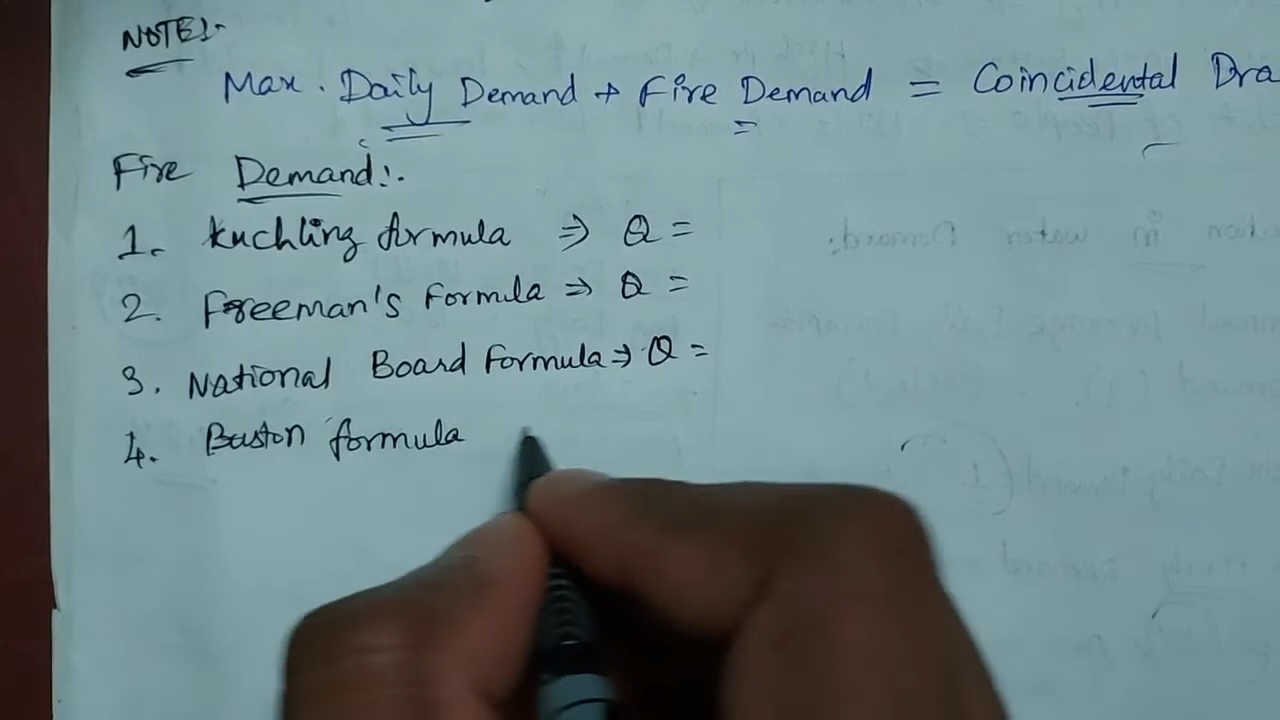 NOTE:-
Max. Daily Demand + Fire Demand = Coincidental Dra
Fire Demand:-
1. Kuchling formula ⇒ Q =
2. Freeman's Formula ⇒ Q =
3. National Board Formula ⇒ Q =
4. Buston formula